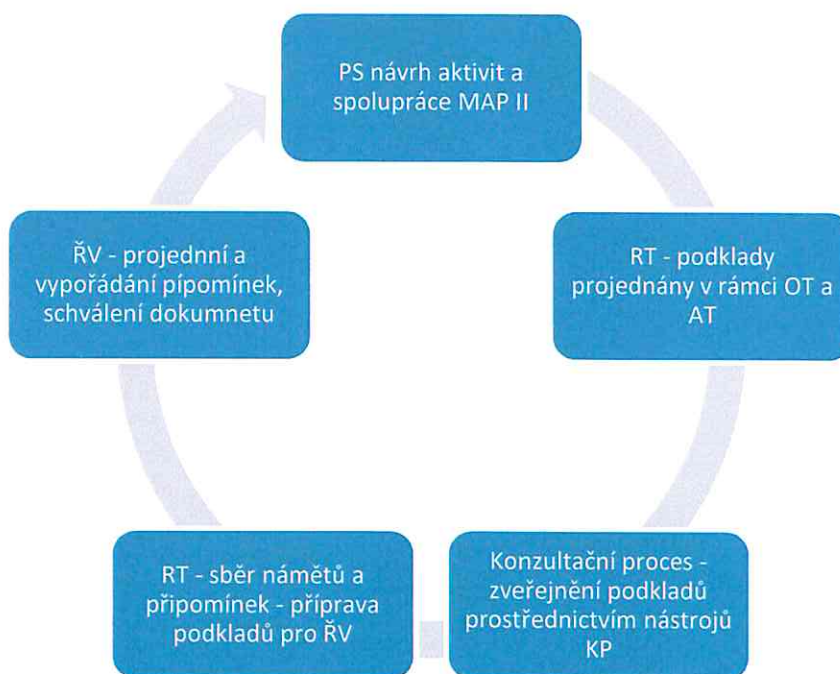 PS návrh aktivit a
spolupráce MAP II
RT - podklady
projednány v rámci OT a
AT
Konzultační proces -
zveřejnění podkladů
prostřednictvím nástrojů
KP
RT - sběr námětů a
připomínek - příprava
podkladů pro ŘV
ŘV - projednní a
vypořádání pípomínek,
schválení dokumnetu